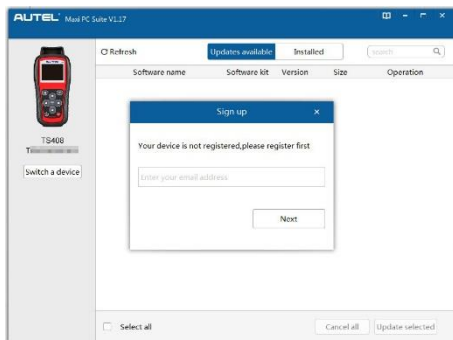 AUTEL Maxi PC Suite V1.17
Refresh
Updates available
Installed
search
Software name Software kit Version Size Operation
Sign up
Your device is not registered,please register first
Enter your email address
Next
TS408
Switch a device
Select all
Cancel all
Update selected